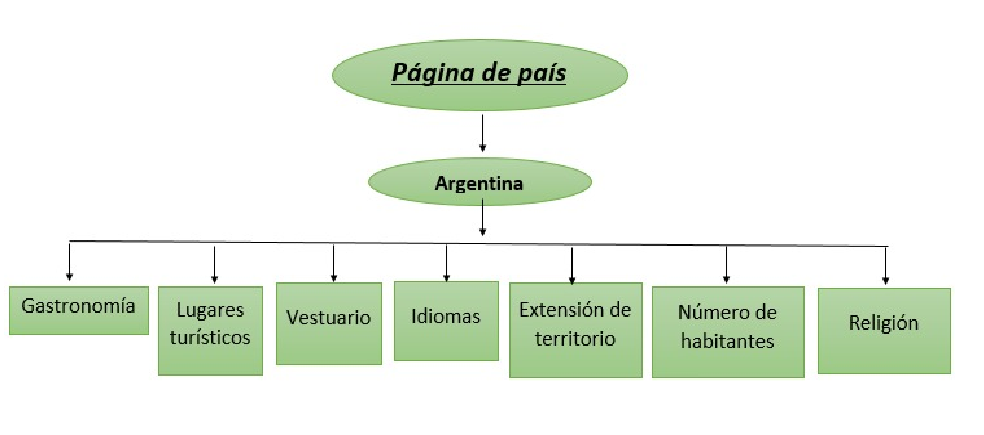 Página de país
Argentina
Gastronomía
Lugares
turísticos
Vestuario
Idiomas
Extensión de
territorio
Número de
habitantes
Religión